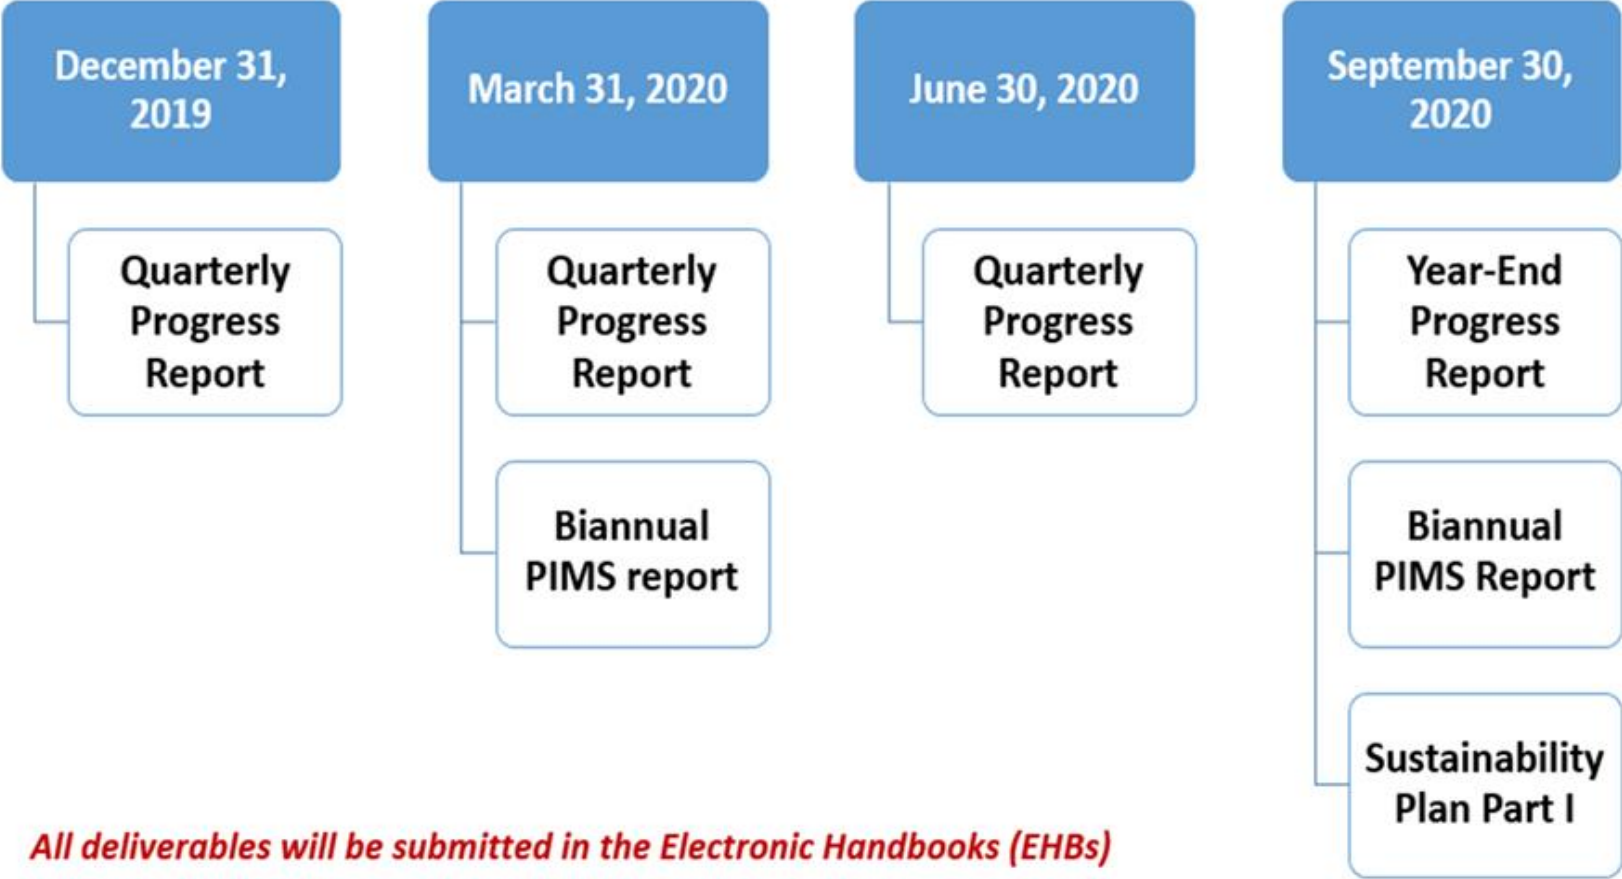 December 31,
2019
Quarterly
Progress
Report
March 31, 2020
Quarterly
Progress
Report
Biannual
PIMS report
June 30, 2020
Quarterly
Progress
Report
September 30,
2020
Year-End
Progress
Report
Biannual
PIMS Report
Sustainability
Plan Part I
All deliverables will be submitted in the Electronic Handbooks (EHBs)